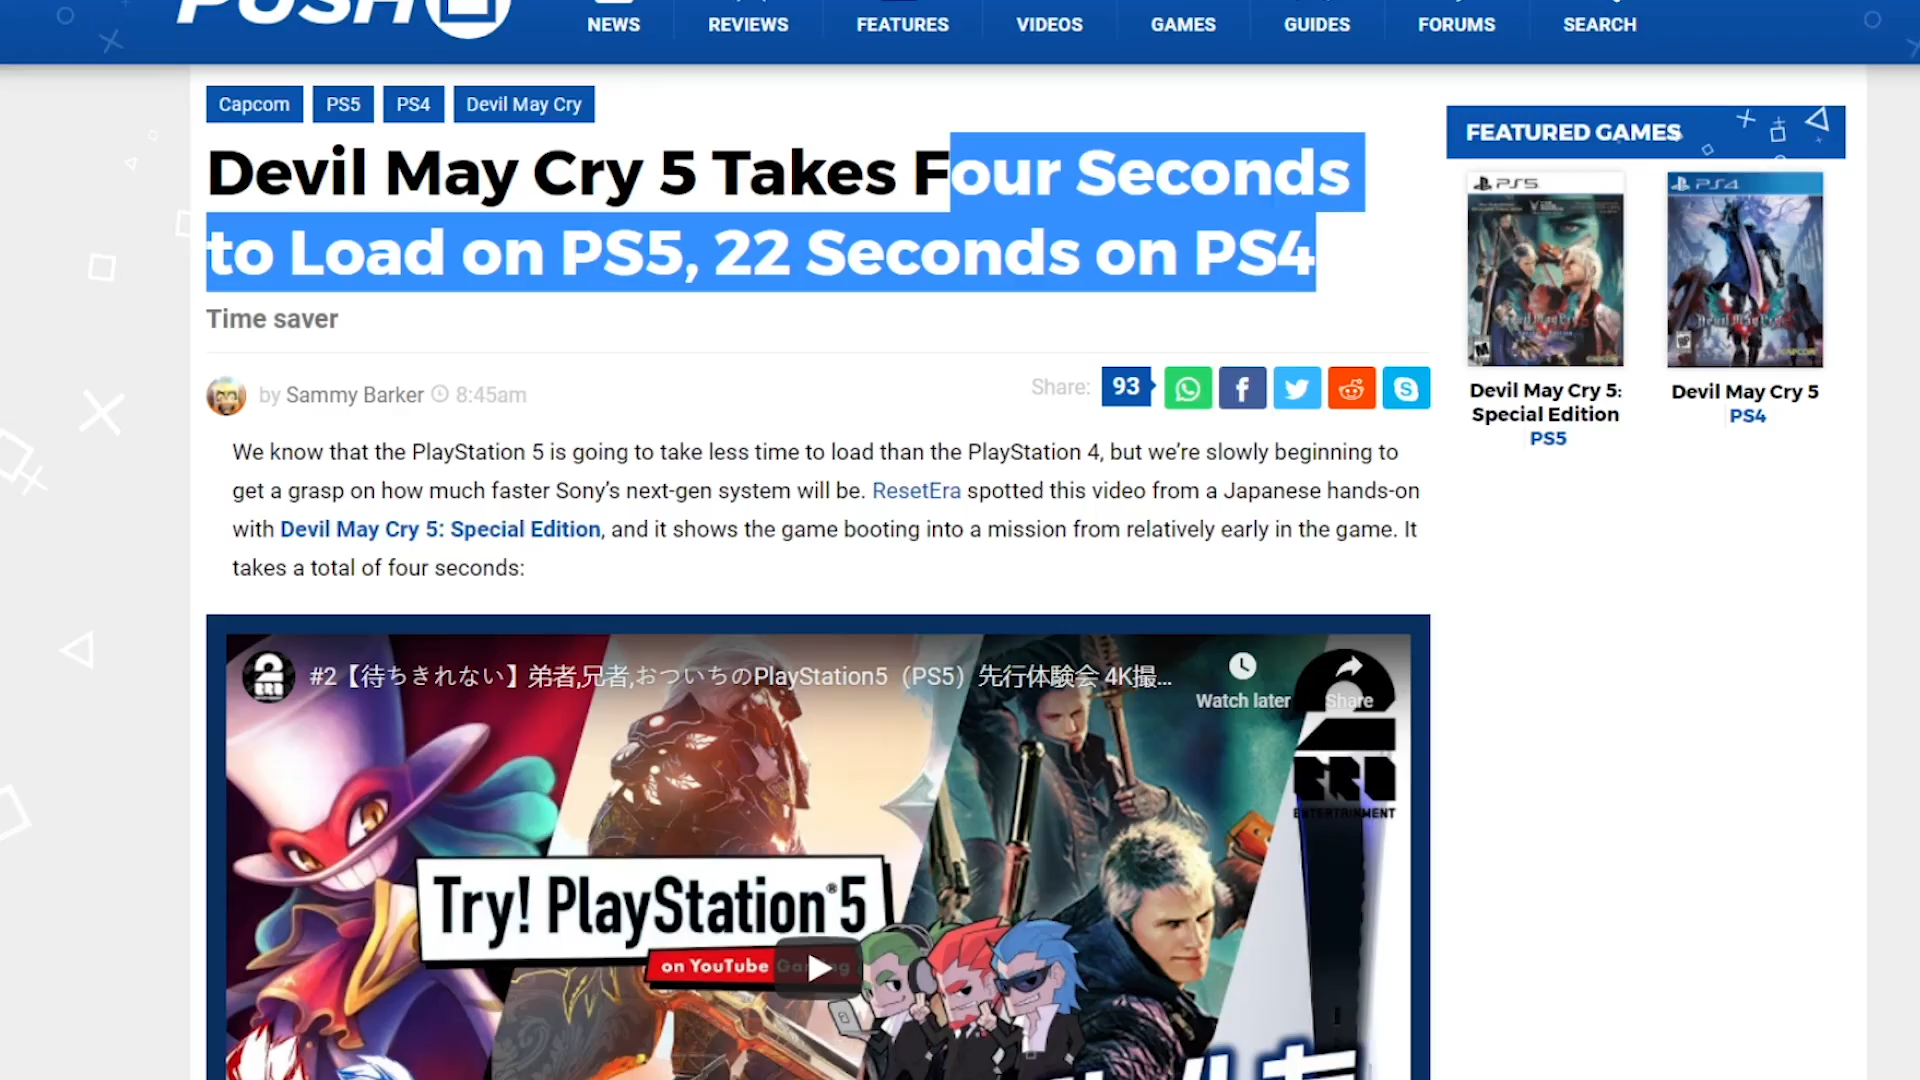 PUSH
NEWS
REVIEWS
FEATURES
VIDEOS
GAMES
GUIDES
FORUMS
SEARCH
Capcom
PS5
PS4
Devil May Cry
Devil May Cry 5 Takes Four Seconds
to Load on PS5, 22 Seconds on PS4
Time saver
by Sammy Barker 8:45am
Share: 93
We know that the PlayStation 5 is going to take less time to load than the PlayStation 4, but we’re slowly beginning to
get a grasp on how much faster Sony’s next-gen system will be. ResetEra spotted this video from a Japanese hands-on
with Devil May Cry 5: Special Edition, and it shows the game booting into a mission from relatively early in the game. It
takes a total of four seconds:
#2【待ちきれない】弟者,兄者,おついちのPlayStation5（PS5）先行体験会 4K撮...
Watch later
Share
ENTERTAINMENT
Try! PlayStation®5
on YouTube Gaming
FEATURED GAMES
PS5
PS4
Devil May Cry 5:
Special Edition
PS5
Devil May Cry 5
PS4